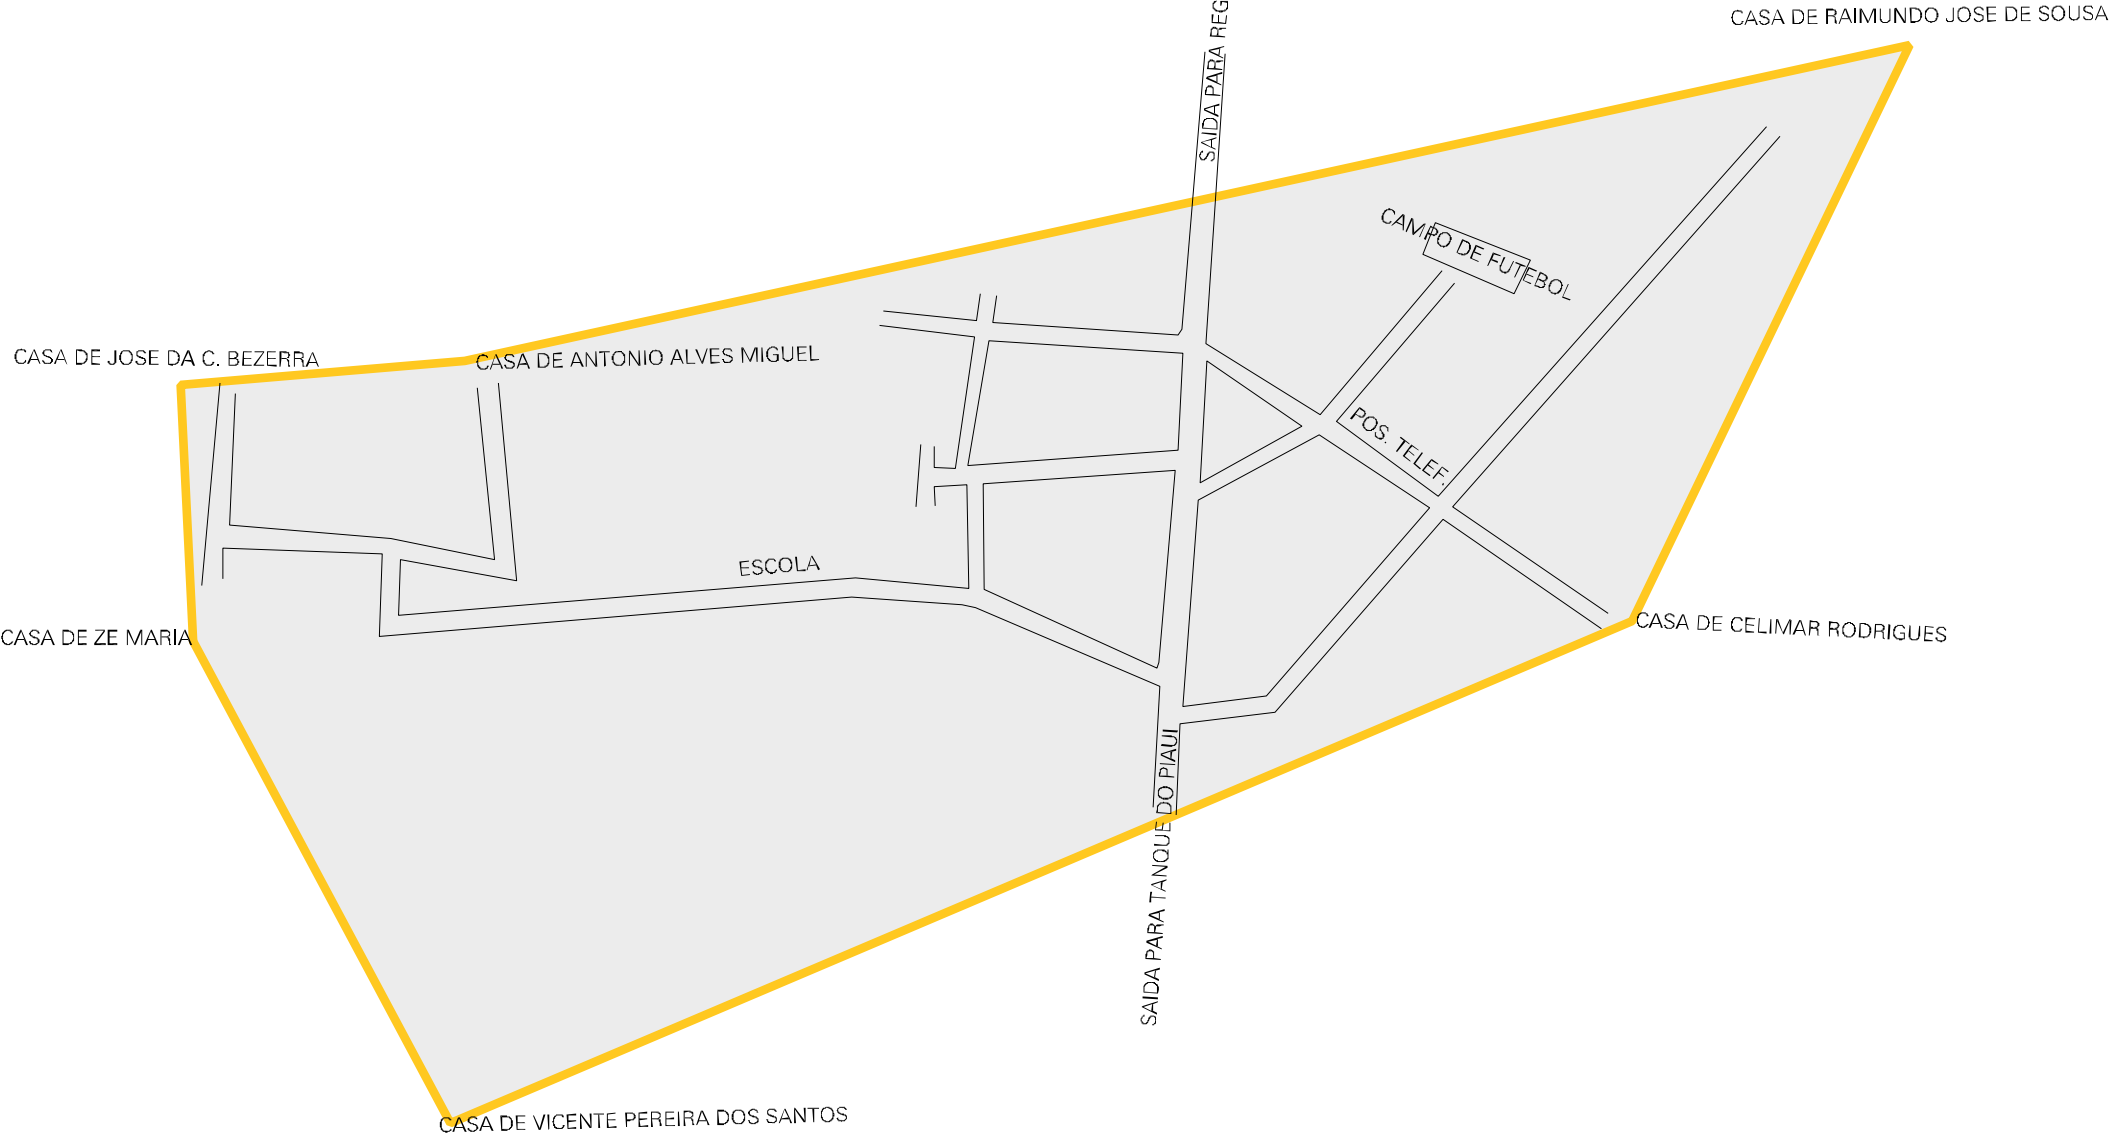 CASA DE RAIMUNDO JOSE DE SOUSA
SAIDA PARA REG
CAMPO DE FUTEBOL
CASA DE JOSE DA C. BEZERRA
CASA DE ANTONIO ALVES MIGUEL
POS. TELEF.
ESCOLA
CASA DE ZE MARIA
CASA DE CELIMAR RODRIGUES
SAIDA PARA TANQUE DO PIAUI
CASA DE VICENTE PEREIRA DOS SANTOS